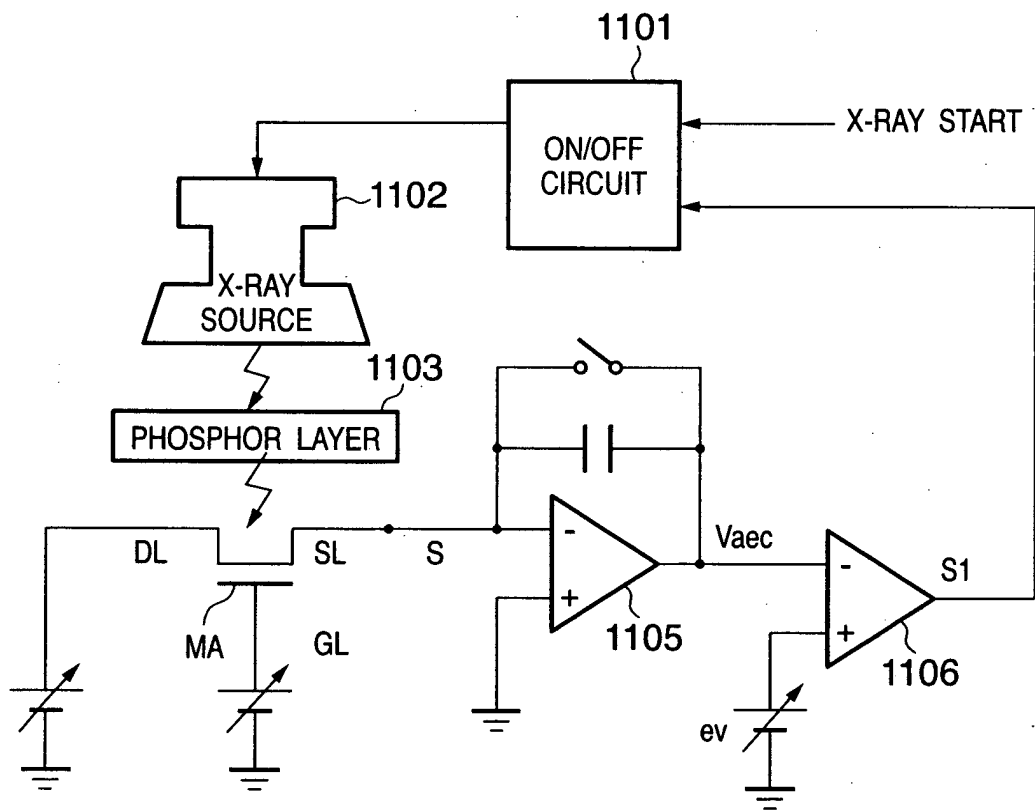 1101
X-RAY START
ON/OFF
CIRCUIT
1102
X-RAY
SOURCE
1103
PHOSPHOR LAYER
DL
SL
S
-
+
1105
Vaec
-
+
1106
S1
MA
GL
ev